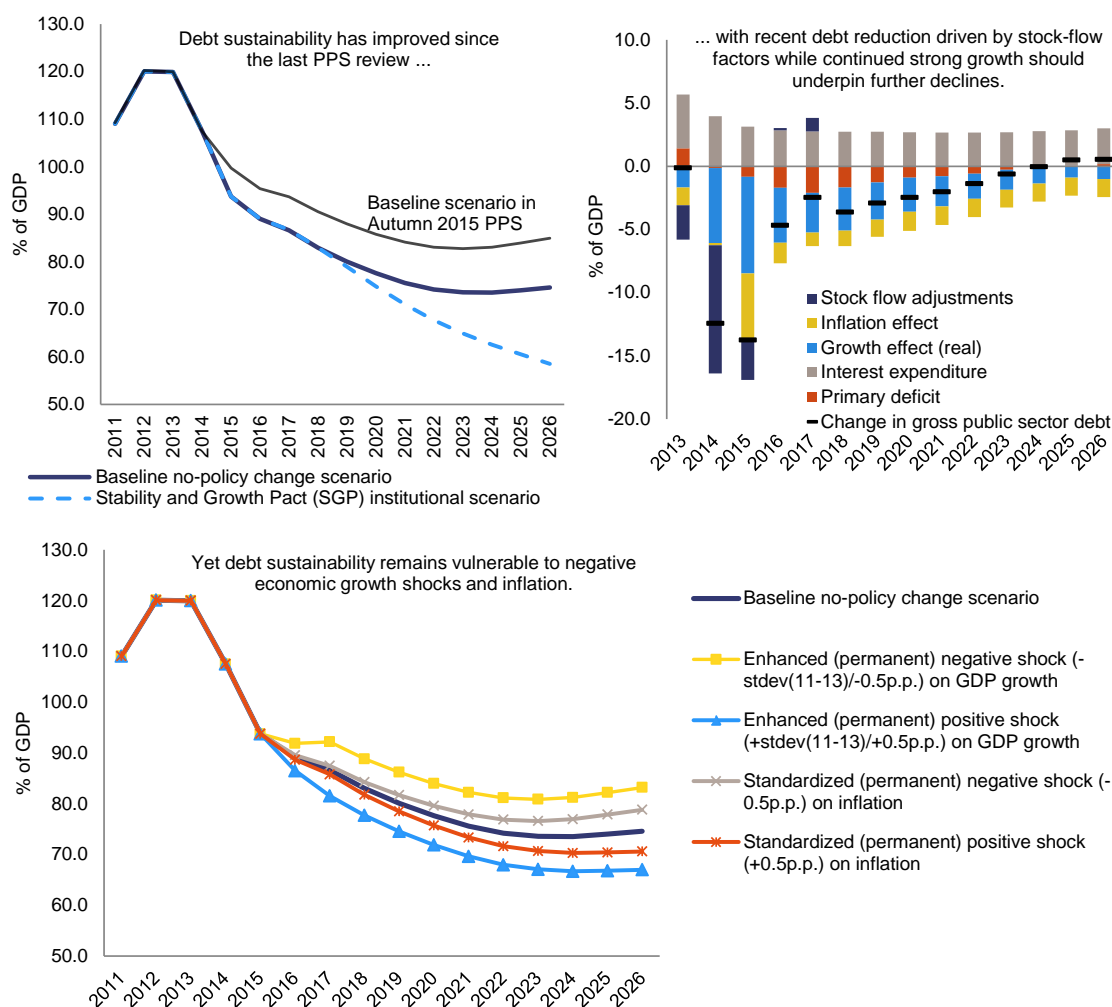 Debt sustainability has improved since
the last PPS review ...
130.0
120.0
110.0
100.0
90.0
80.0
70.0
60.0
50.0
% of GDP
Baseline scenario in
Autumn 2015 PPS
2011
2012
2013
2014
2015
2016
2017
2018
2019
2020
2021
2022
2023
2024
2025
2026
Baseline no-policy change scenario
Stability and Growth Pact (SGP) institutional scenario
... with recent debt reduction driven by stock-flow
factors while continued strong growth should
underpin further declines.
10.0
5.0
0.0
-5.0
-10.0
-15.0
-20.0
% of GDP
Stock flow adjustments
Inflation effect
Growth effect (real)
Interest expenditure
Primary deficit
Change in gross public sector debt
2013
2014
2015
2016
2017
2018
2019
2020
2021
2022
2023
2024
2025
2026
Yet debt sustainability remains vulnerable to negative
economic growth shocks and inflation.
130.0
120.0
110.0
100.0
90.0
80.0
70.0
60.0
50.0
% of GDP
2011
2012
2013
2014
2015
2016
2017
2018
2019
2020
2021
2022
2023
2024
2025
2026
Baseline no-policy change scenario
Enhanced (permanent) negative shock (-
stdev(11-13)/-0.5p.p.) on GDP growth
Enhanced (permanent) positive shock
(+stdev(11-13)/+0.5p.p.) on GDP growth
Standardized (permanent) negative shock (-
0.5p.p.) on inflation
Standardized (permanent) positive shock
(+0.5p.p.) on inflation